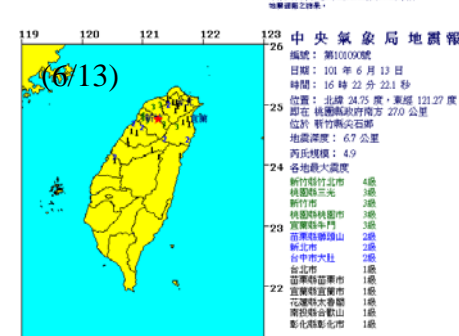 119 120 121 122 123
26
25
24
23
22
(6/13)
中央氣象局地震報
編號：第101090號
日期：101 年 6 月 13 日
時間：16 時 22 分 22.1 秒
位置：北緯 24.75 度，東經 121.27 度
即在 桃園縣政府南方 27.0 公里
位於 新竹縣尖石鄉
地震深度：6.7 公里
芮氏規模：4.9
各地最大震度
新竹縣竹北市 4級
桃園縣三光 3級
新竹市 3級
桃園縣桃園市 3級
宜蘭縣牛鬥 3級
苗栗縣獅頭山 2級
新北市 2級
台中市大肚 2級
台北市 1級
苗栗縣苗栗市 1級
宜蘭縣宜蘭市 1級
花蓮縣太魯閣 1級
南投縣合歡山 1級
彰化縣彰化市 1級